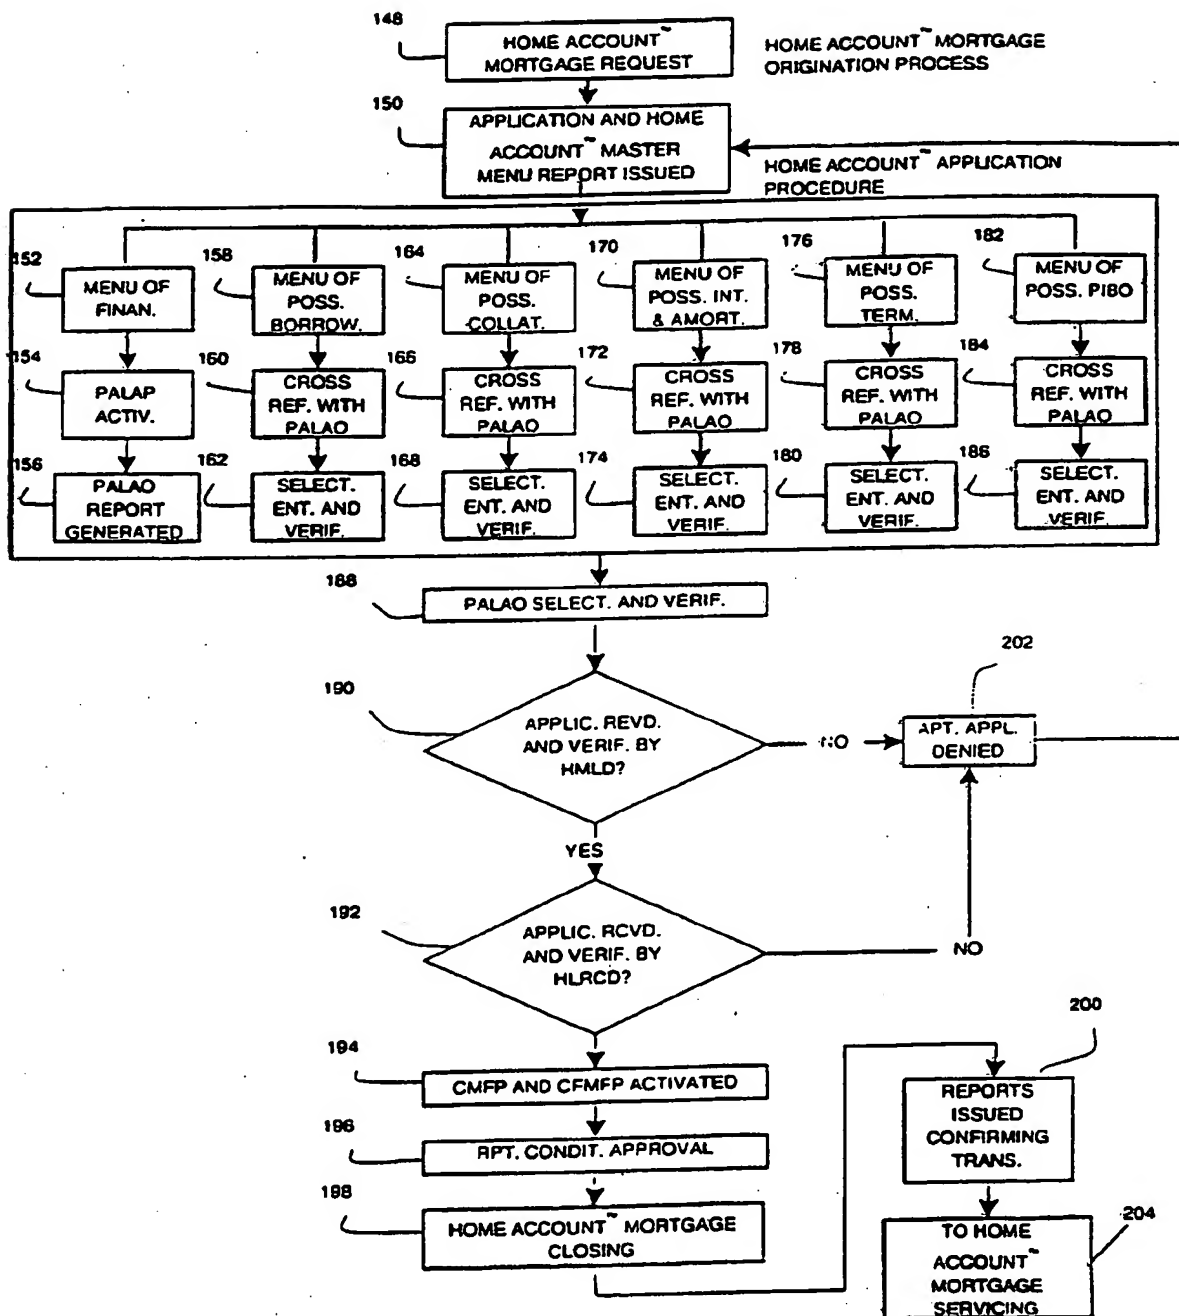 148
HOME ACCOUNT~
MORTGAGE REQUEST
HOME ACCOUNT~ MORTGAGE
ORIGINATION PROCESS
150
APPLICATION AND HOME
ACCOUNT~ MASTER
MENU REPORT ISSUED
HOME ACCOUNT~ APPLICATION
PROCEDURE
152
MENU OF
FINAN.
158
MENU OF
POSS.
BORROW.
164
MENU OF
POSS.
COLLAT.
170
MENU OF
POSS. INT.
& AMORT.
176
MENU OF
POSS.
TERM.
182
MENU OF
POSS. PIBO
154
PALAP
ACTIV.
160
CROSS
REF. WITH
PALAO
166
CROSS
REF. WITH
PALAO
172
CROSS
REF. WITH
PALAO
178
CROSS
REF. WITH
PALAO
184
CROSS
REF. WITH
PALAO
156
PALAO
REPORT
GENERATED
162
SELECT.
ENT. AND
VERIF.
168
SELECT.
ENT. AND
VERIF.
174
SELECT.
ENT. AND
VERIF.
180
SELECT.
ENT. AND
VERIF.
186
SELECT.
ENT. AND
VERIF.
188
PALAO SELECT. AND VERIF.
190
APPLIC. REVD.
AND VERIF. BY
HMLD?
NO
202
APT. APPL.
DENIED
YES
192
APPLIC. RCVD.
AND VERIF. BY
HLRCD?
NO
194
CMFP AND CFMFP ACTIVATED
196
RPT. CONDIT. APPROVAL
198
HOME ACCOUNT~ MORTGAGE
CLOSING
200
REPORTS
ISSUED
CONFIRMING
TRANS.
204
TO HOME
ACCOUNT~
MORTGAGE
SERVICING